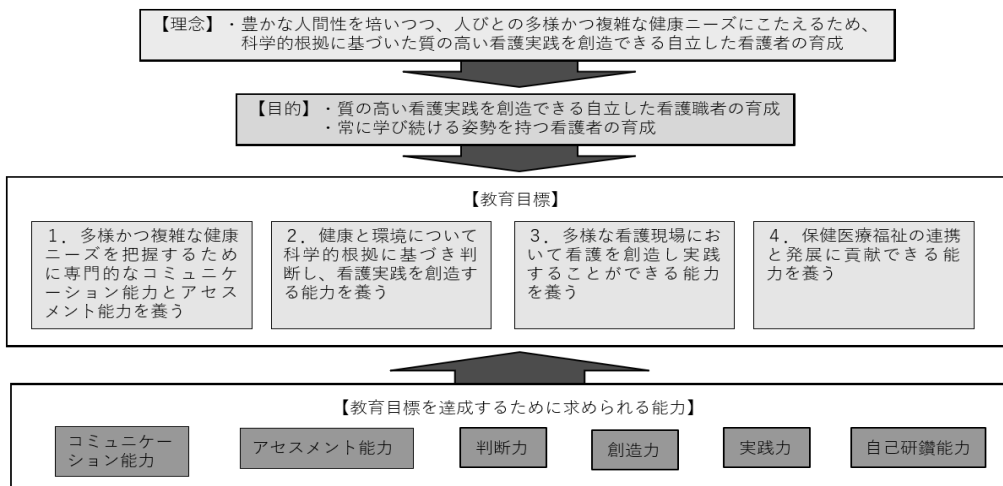 【理念】・豊かな人間性を培いつつ、人びとの多様かつ複雑な健康ニーズにこたえるため、
科学的根拠に基づいた質の高い看護実践を創造できる自立した看護者の育成
【目的】・質の高い看護実践を創造できる自立した看護職者の育成
・常に学び続ける姿勢を持つ看護者の育成
【教育目標】
1．多様かつ複雑な健康
ニーズを把握するため
に専門的なコミュニケ
ーション能力とアセス
メント能力を養う
2．健康と環境について
科学的根拠に基づき判
断し、看護実践を創造す
る能力を養う
3．多様な看護現場にお
いて看護を創造し実践
することができる能力
を養う
4．保健医療福祉の連携
と発展に貢献できる能
力を養う
【教育目標を達成するために求められる能力】
コミュニケー
ション能力
アセスメント能力
判断力
創造力
実践力
自己研鑽能力